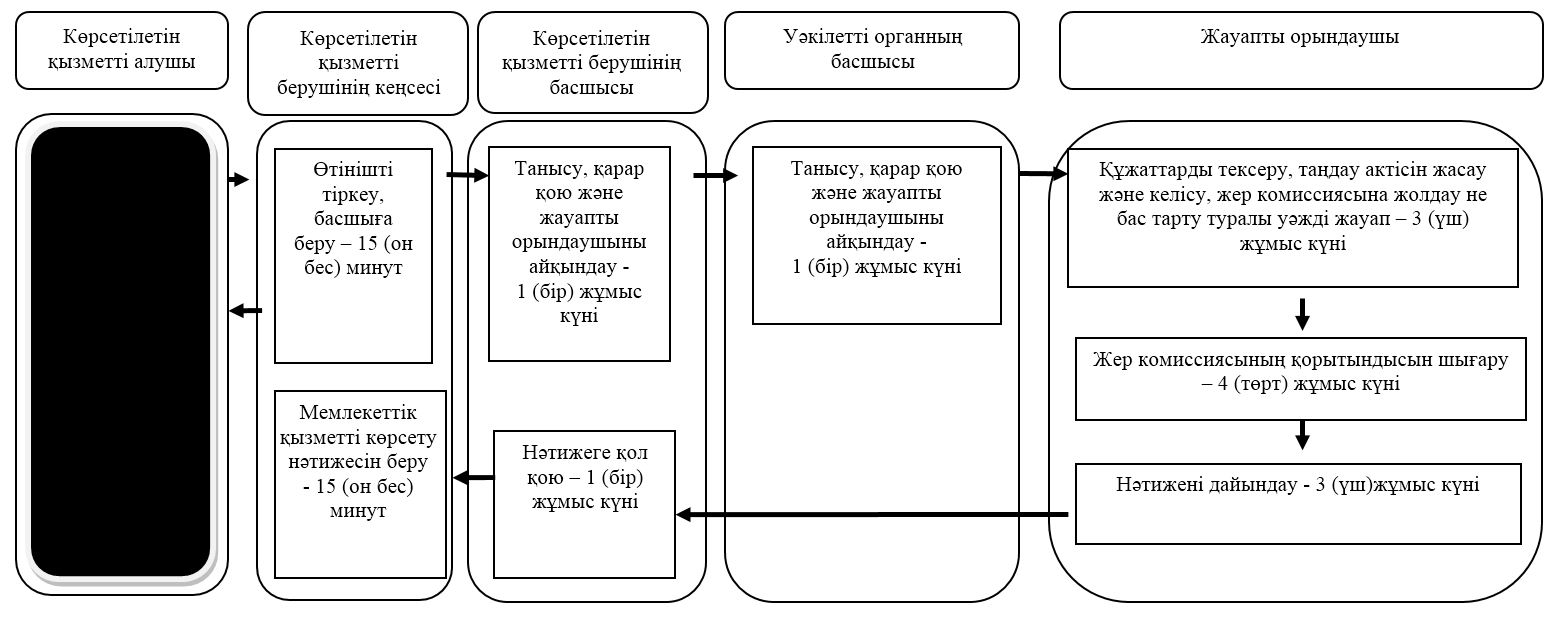 Көрсетілетін
қызметті алушы
Көрсетілетін
қызметті
берушінің кеңсесі
Көрсетілетін
қызметті берушінің
басшысы
Уәкілетті органның
басшысы
Жауапты орындаушы
Өтінішті
тіркеу,
басшыға
беру – 15 (он
бес) минут
Танысу, қарар
қою және
жауапты
орындаушыны
айқындау -
1 (бір) жұмыс
күні
Танысу, қарар қою
және жауапты
орындаушыны
айқындау -
1 (бір) жұмыс күні
Құжаттарды тексеру, таңдау актісін жасау
және келісу, жер комиссиясына жолдау не
бас тарту туралы уәжді жауап – 3 (үш)
жұмыс күні
Жер комиссиясының қорытындысын шығару
– 4 (төрт) жұмыс күні
Нәтижені дайындау - 3 (үш)жұмыс күні
Нәтижеге қол
қою – 1 (бір)
жұмыс күні
Мемлекеттік
қызметті көрсету
нәтижесін беру
- 15 (он бес)
минут